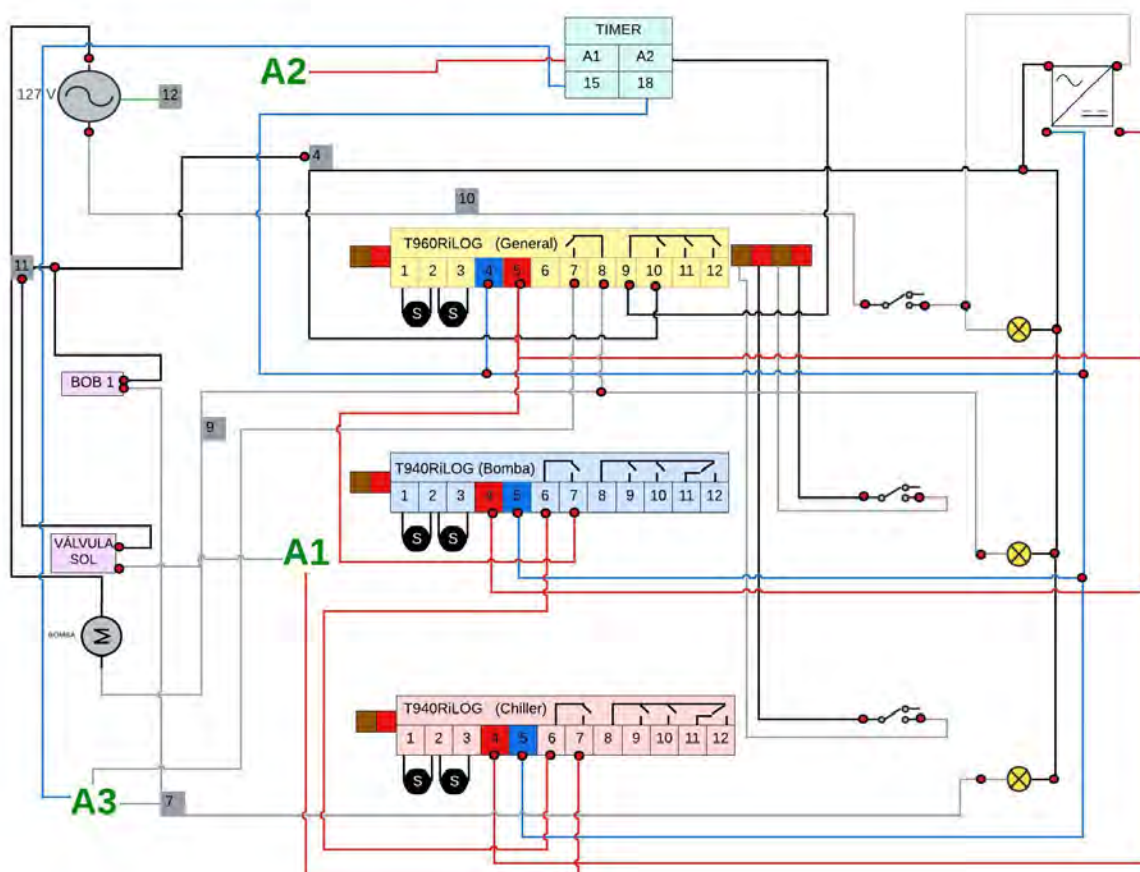 TIMER
A1 A2
15 18
A2
127 V
12
4
10
T960RiLOG (General)
1 2 3 4 5 6 7 8 9 10 11 12
S S
11
BOB 1
9
T940RiLOG (Bomba)
1 2 3 4 5 6 7 8 9 10 11 12
S S
VÁLVULA
SOL
A1
BOMBA
M
T940RiLOG (Chiller)
1 2 3 4 5 6 7 8 9 10 11 12
S S
A3
7